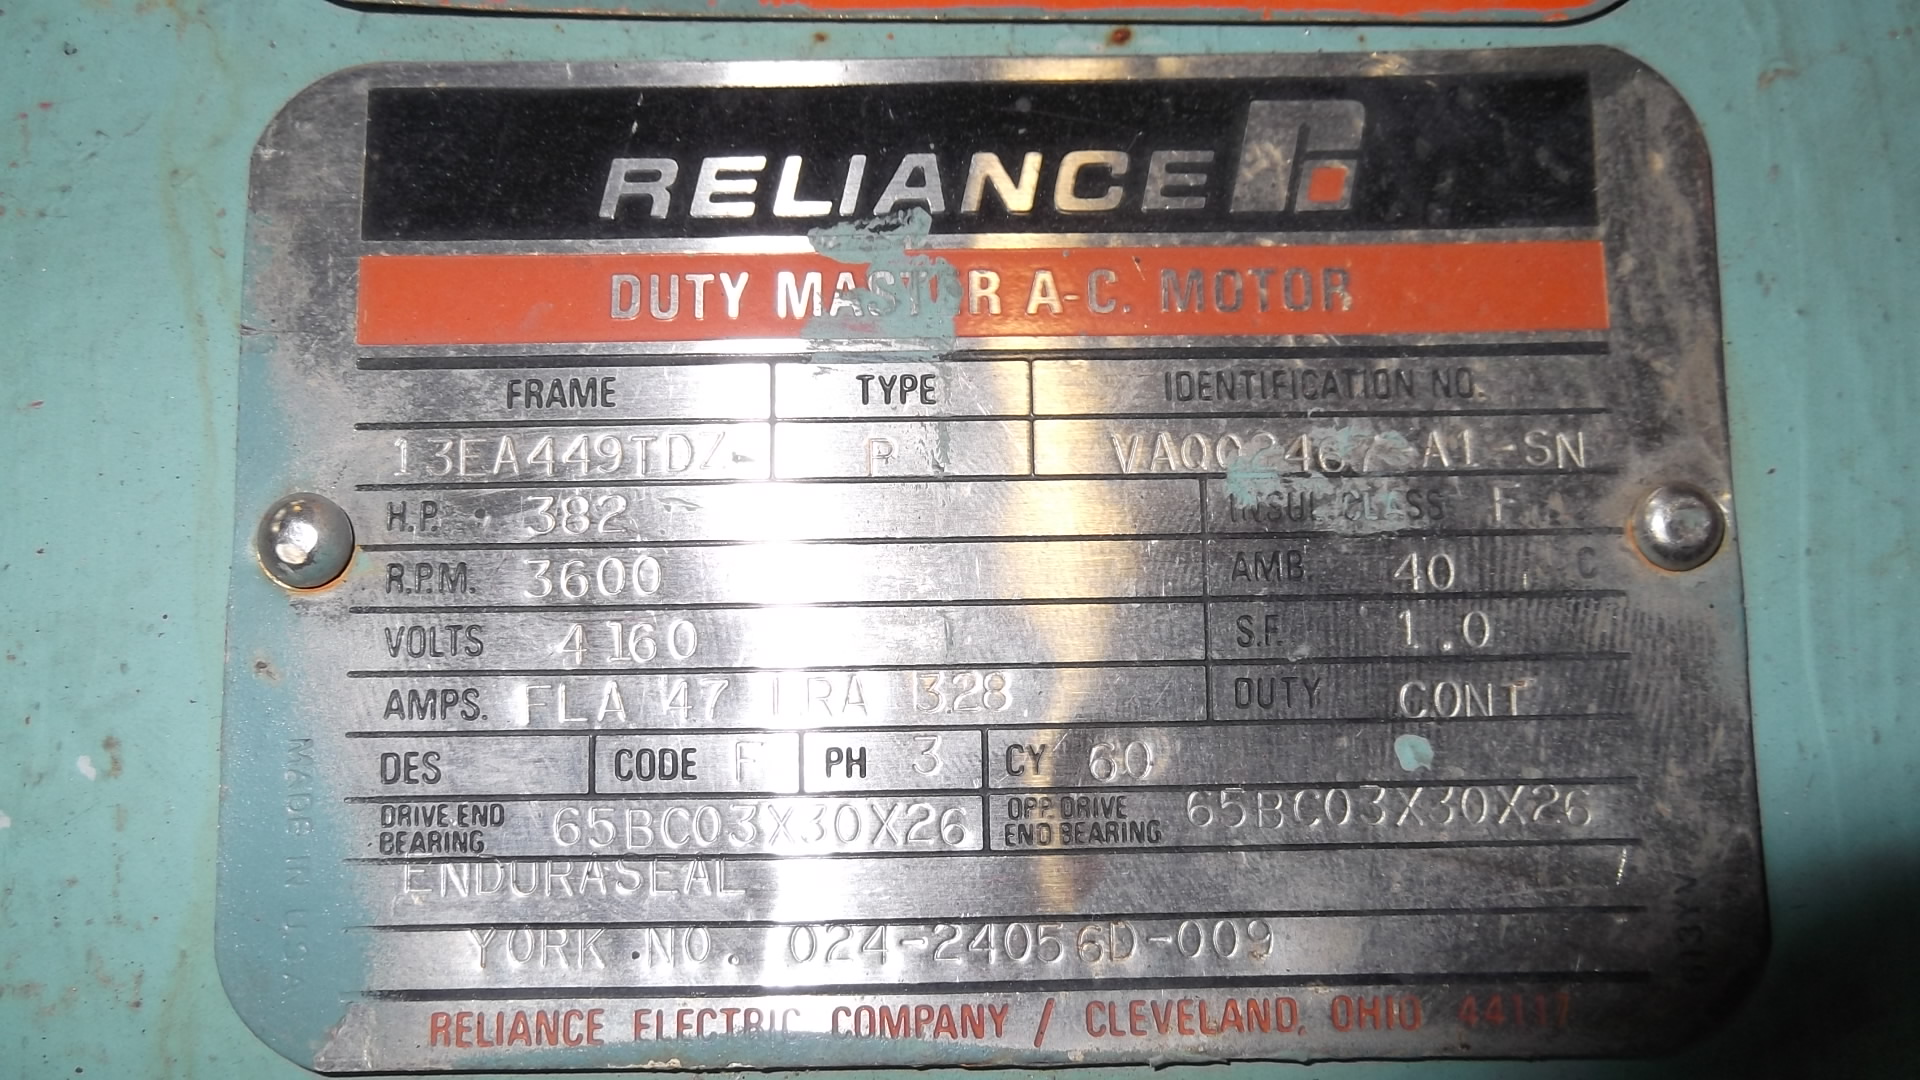 RELIANCE
DUTY MASTER A-C. MOTOR
FRAME TYPE IDENTIFICATION NO.
13EA449TDZ P
H.P. 382 INSUL CLASS F
R.P.M. 3600 AMB. 40 C
VOLTS 4160 S.F. 1.0
AMPS. FLA 47 LRA 328 DUTY CONT
DES CODE F PH 3 CY 60
DRIVE END BEARING 65BC03X30X26 OPP. DRIVE END BEARING 65BC03X30X26
ENDURASEAL
YORK NO. 024-24056D-009
RELIANCE ELECTRIC COMPANY / CLEVELAND, OHIO 44117
MADE IN U.S.A.